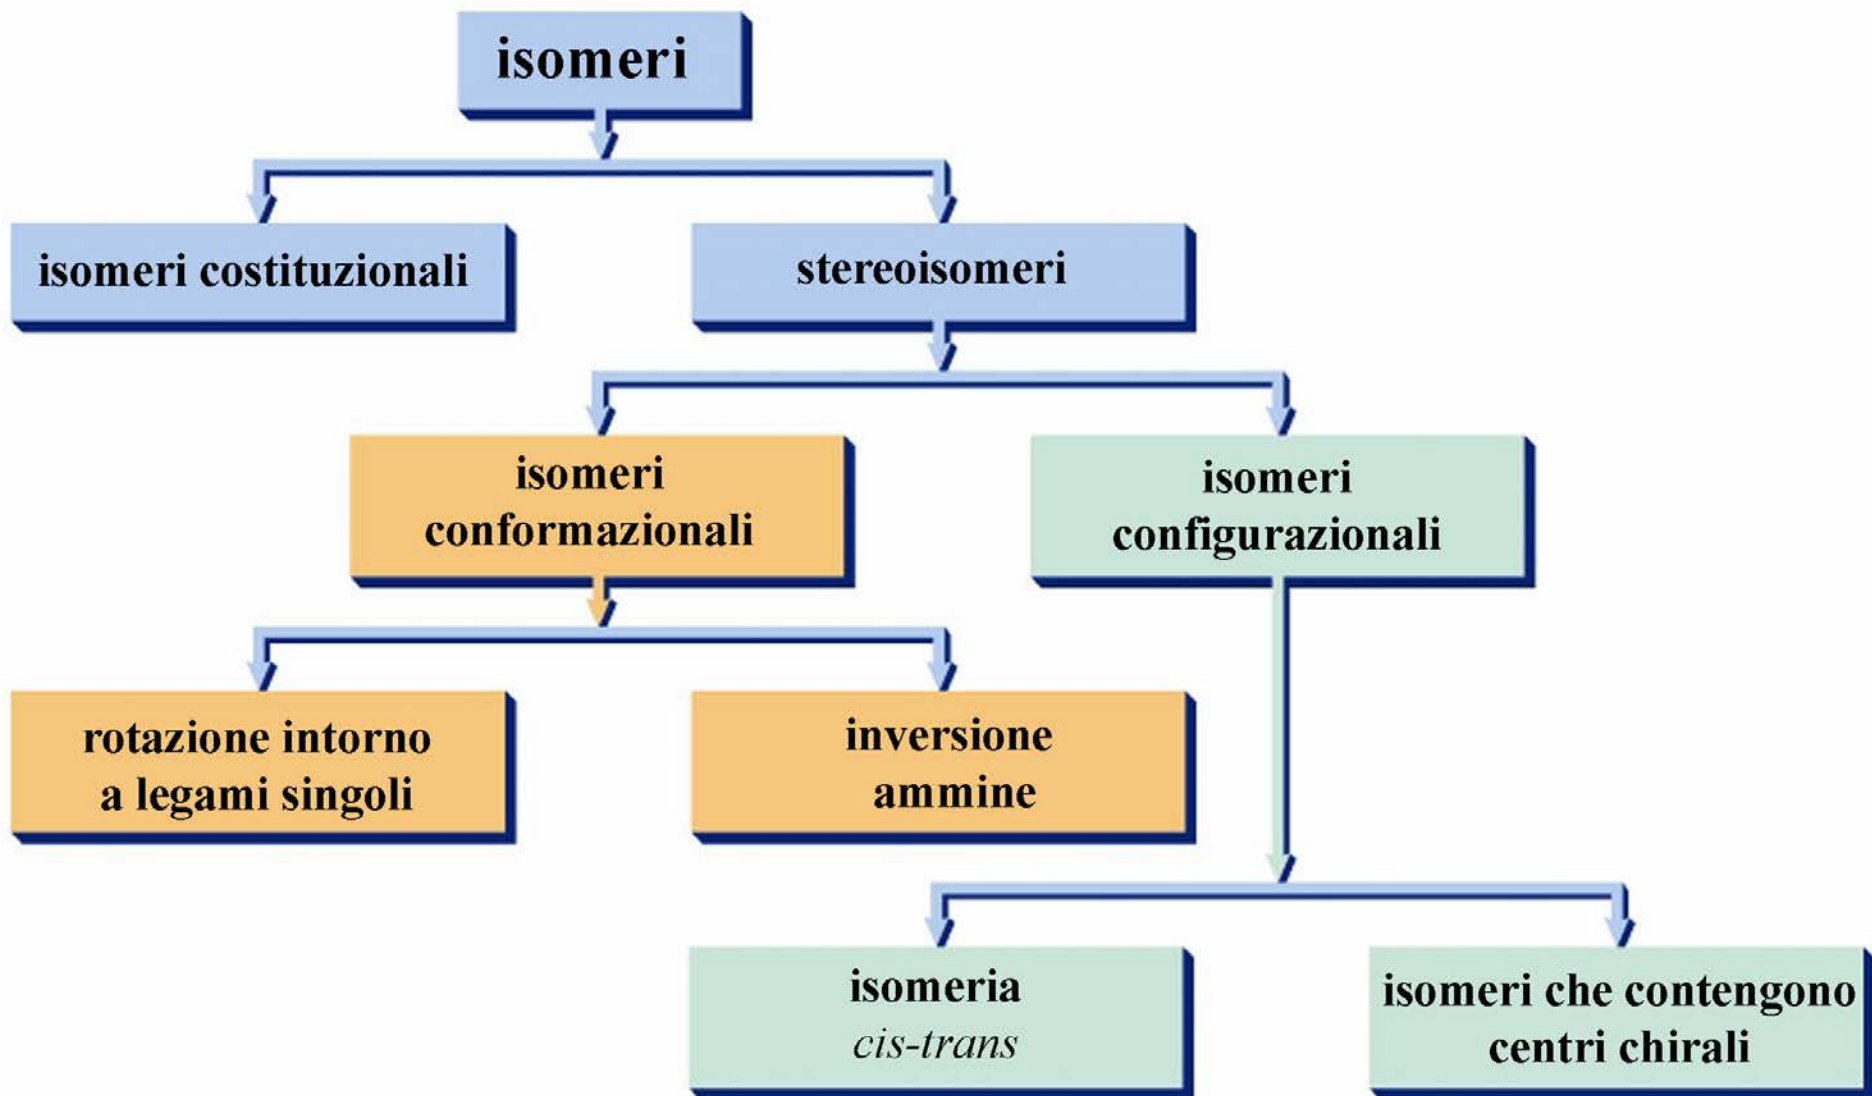 isomeri
isomeri costituzionali
stereoisomeri
isomeri
conformazionali
isomeri
configurazionali
rotazione intorno
a legami singoli
inversione
ammine
isomeria
cis-trans
isomeri che contengono
centri chirali